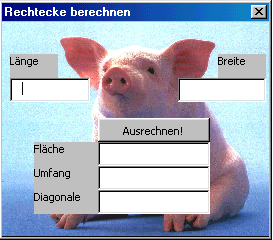 Rechtecke berechnen
Länge
Breite
Ausrechnen!
Fläche
Umfang
Diagonale